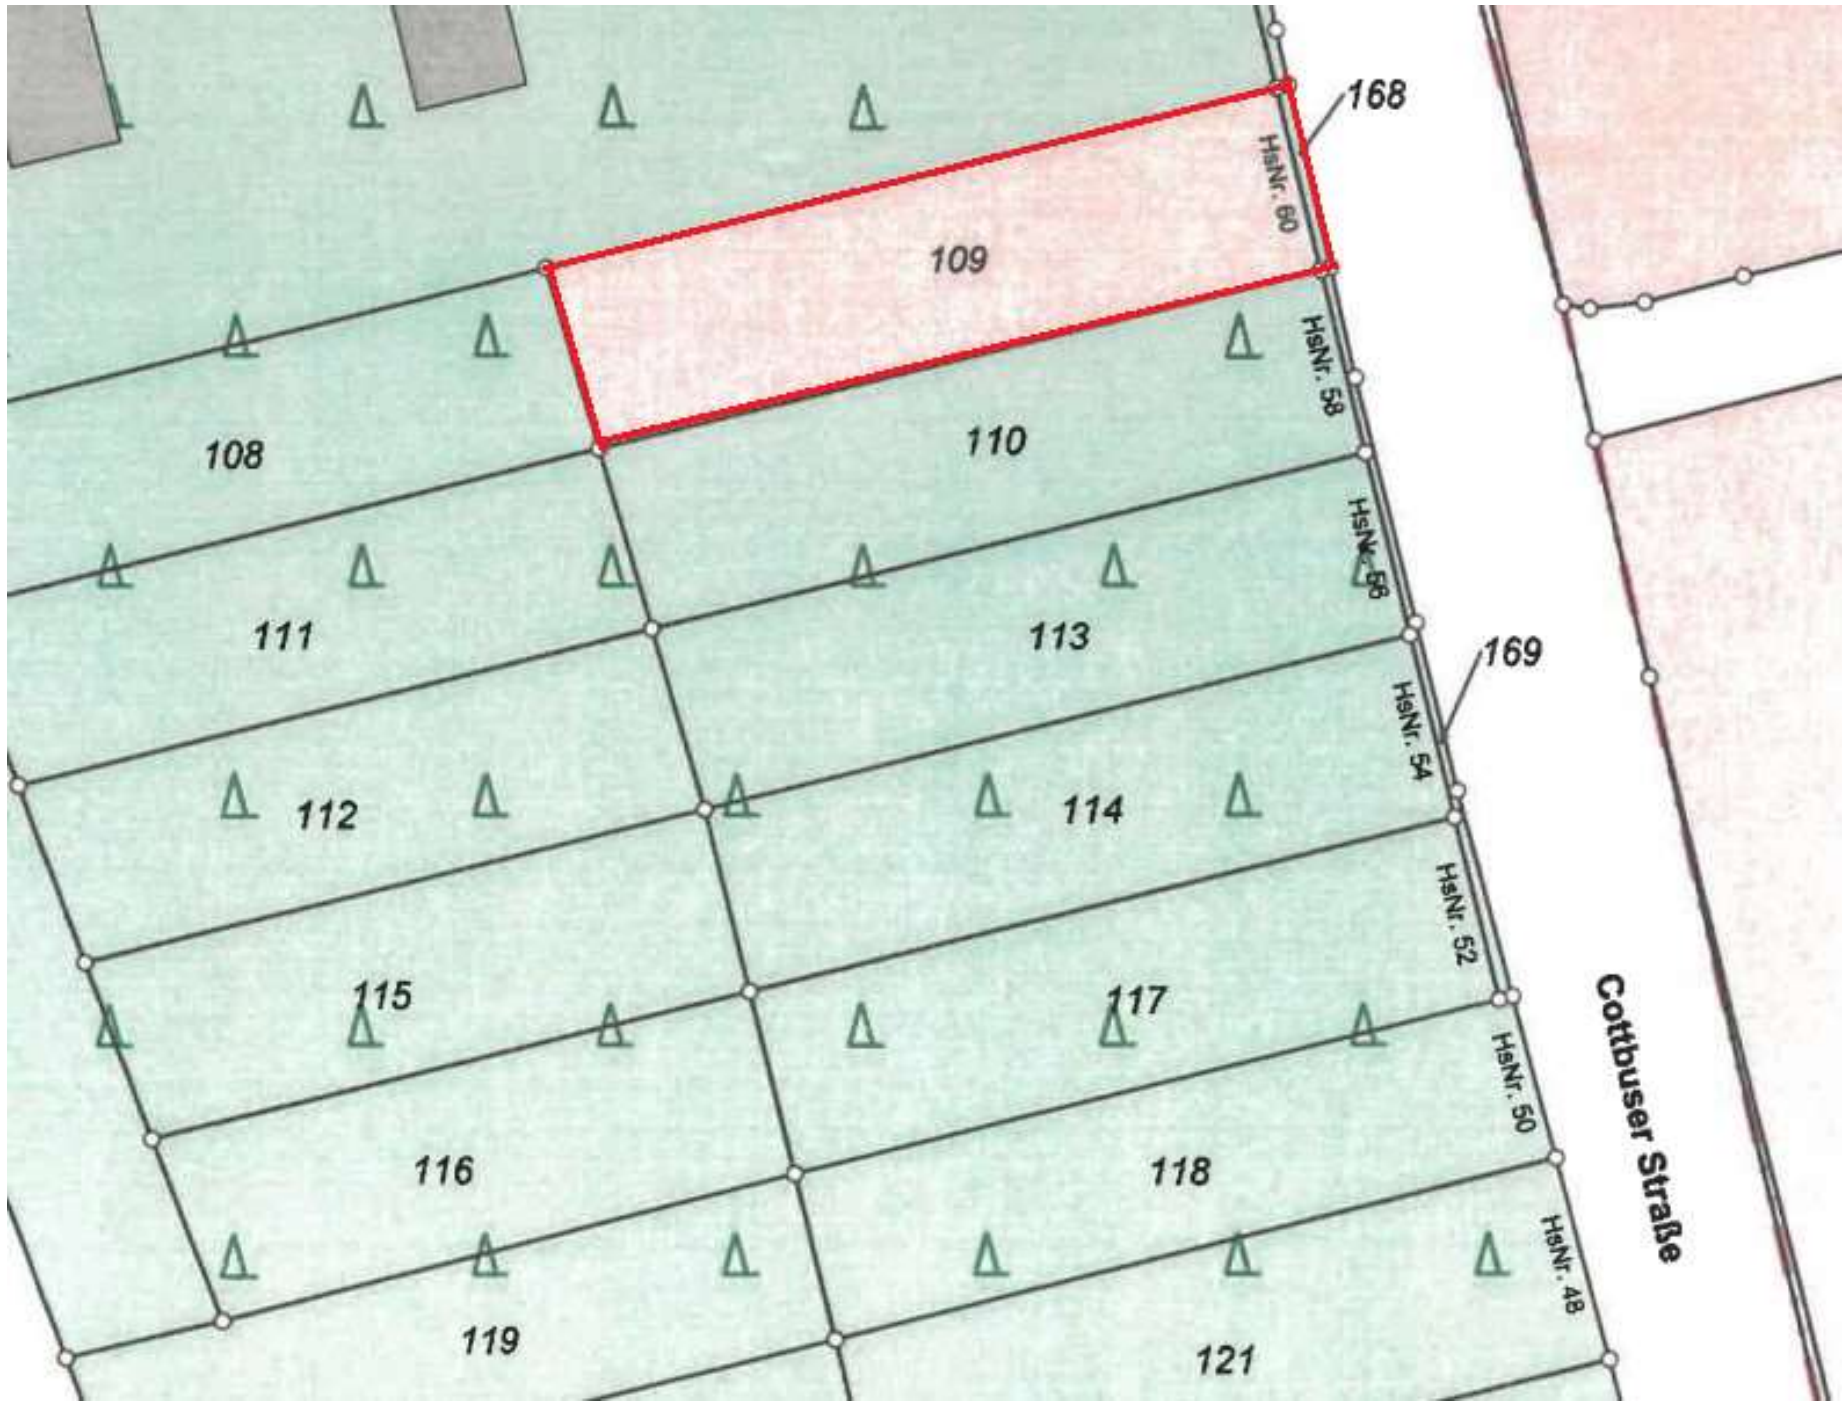 168
HsNr. 60
109
HsNr. 58
110
108
HsNr. 56
111
113
169
HsNr. 54
112
114
HsNr. 52
115
117
HsNr. 50
Cottbuser Straße
116
118
HsNr. 48
119
121